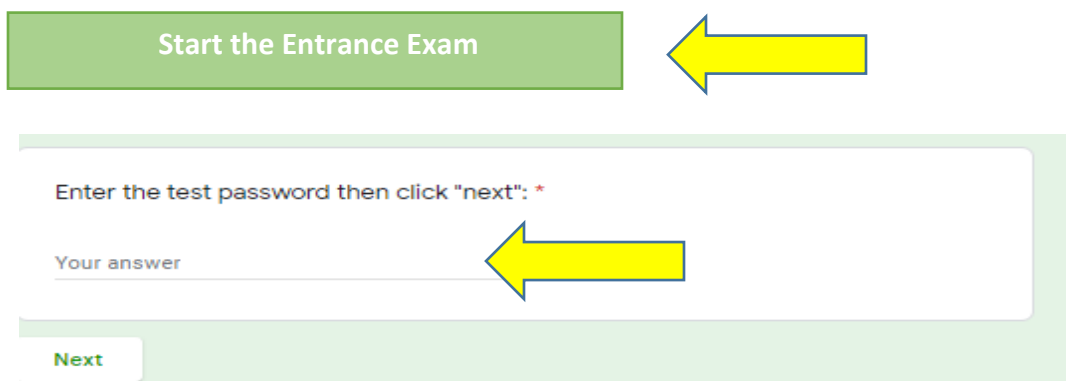 Start the Entrance Exam
Enter the test password then click "next": *
Your answer
Next